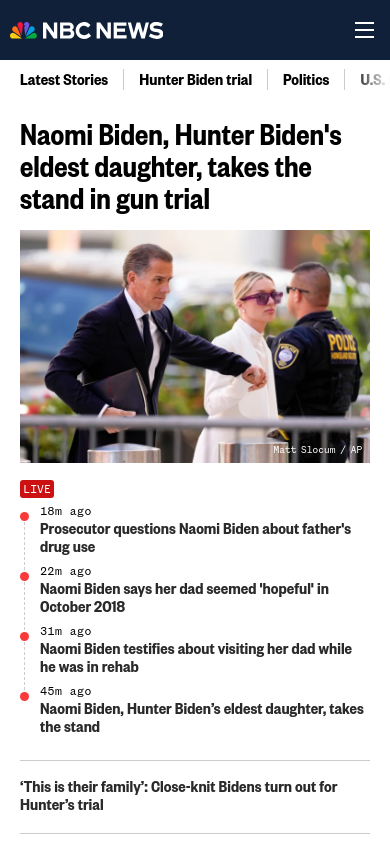 NBC NEWS
Latest Stories
Hunter Biden trial
Politics
U.S.
Naomi Biden, Hunter Biden's
eldest daughter, takes the
stand in gun trial
POLICE
Matt Slocum / AP
LIVE
18m ago
Prosecutor questions Naomi Biden about father's
drug use
22m ago
Naomi Biden says her dad seemed 'hopeful' in
October 2018
31m ago
Naomi Biden testifies about visiting her dad while
he was in rehab
45m ago
Naomi Biden, Hunter Biden’s eldest daughter, takes
the stand
‘This is their family’: Close-knit Bidens turn out for
Hunter’s trial